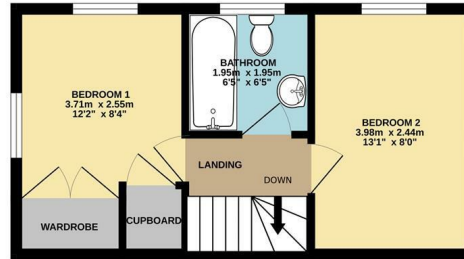 BEDROOM 1
3.71m x 2.55m
12'2" x 8'4"
BATHROOM
1.95m x 1.95m
6'5" x 6'5"
BEDROOM 2
3.98m x 2.44m
13'1" x 8'0"
LANDING
DOWN
WARDROBE
CUPBOARD